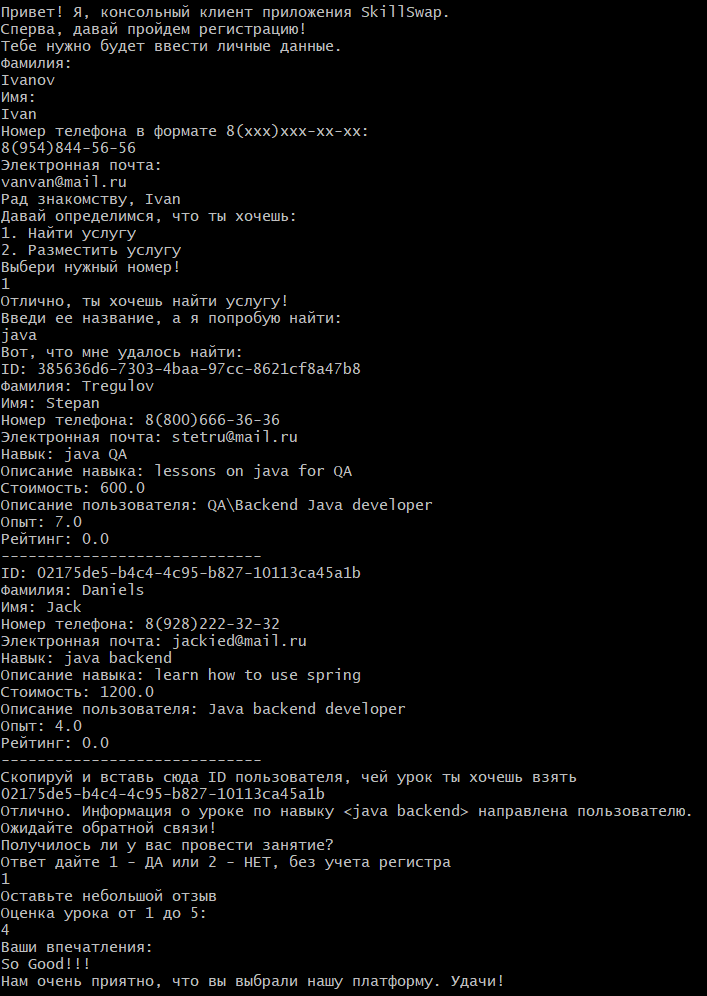 Привет! Я, консольный клиент приложения SkillSwap.
Сперва, давай пройдем регистрацию!
Тебе нужно будет ввести личные данные.
Фамилия:
Ivanov
Имя:
Ivan
Номер телефона в формате 8(xxx)xxx-xx-xx:
8(954)844-56-56
Электронная почта:
vanvan@mail.ru
Рад знакомству, Ivan
Давай определимся, что ты хочешь:
1. Найти услугу
2. Разместить услугу
Выбери нужный номер!
1
Отлично, ты хочешь найти услугу!
Введи ее название, а я попробую найти:
java
Вот, что мне удалось найти:
ID: 385636d6-7303-4baa-97cc-8621cf8a47b8
Фамилия: Tregulov
Имя: Stepan
Номер телефона: 8(800)666-36-36
Электронная почта: stetru@mail.ru
Навык: java QA
Описание навыка: lessons on java for QA
Стоимость: 600.0
Описание пользователя: QA\Backend Java developer
Опыт: 7.0
Рейтинг: 0.0
-----------------------------
ID: 02175de5-b4c4-4c95-b827-10113ca45a1b
Фамилия: Daniels
Имя: Jack
Номер телефона: 8(928)222-32-32
Электронная почта: jackied@mail.ru
Навык: java backend
Описание навыка: learn how to use spring
Стоимость: 1200.0
Описание пользователя: Java backend developer
Опыт: 4.0
Рейтинг: 0.0
-----------------------------
Скопируй и вставь сюда ID пользователя, чей урок ты хочешь взять
02175de5-b4c4-4c95-b827-10113ca45a1b
Отлично. Информация о уроке по навыку <java backend> направлена пользователю.
Ожидайте обратной связи!
Получилось ли у вас провести занятие?
Ответ дайте 1 - ДА или 2 - НЕТ, без учета регистра
1
Оставьте небольшой отзыв
Оценка урока от 1 до 5:
4
Ваши впечатления:
So Good!!!
Нам очень приятно, что вы выбрали нашу платформу. Удачи!